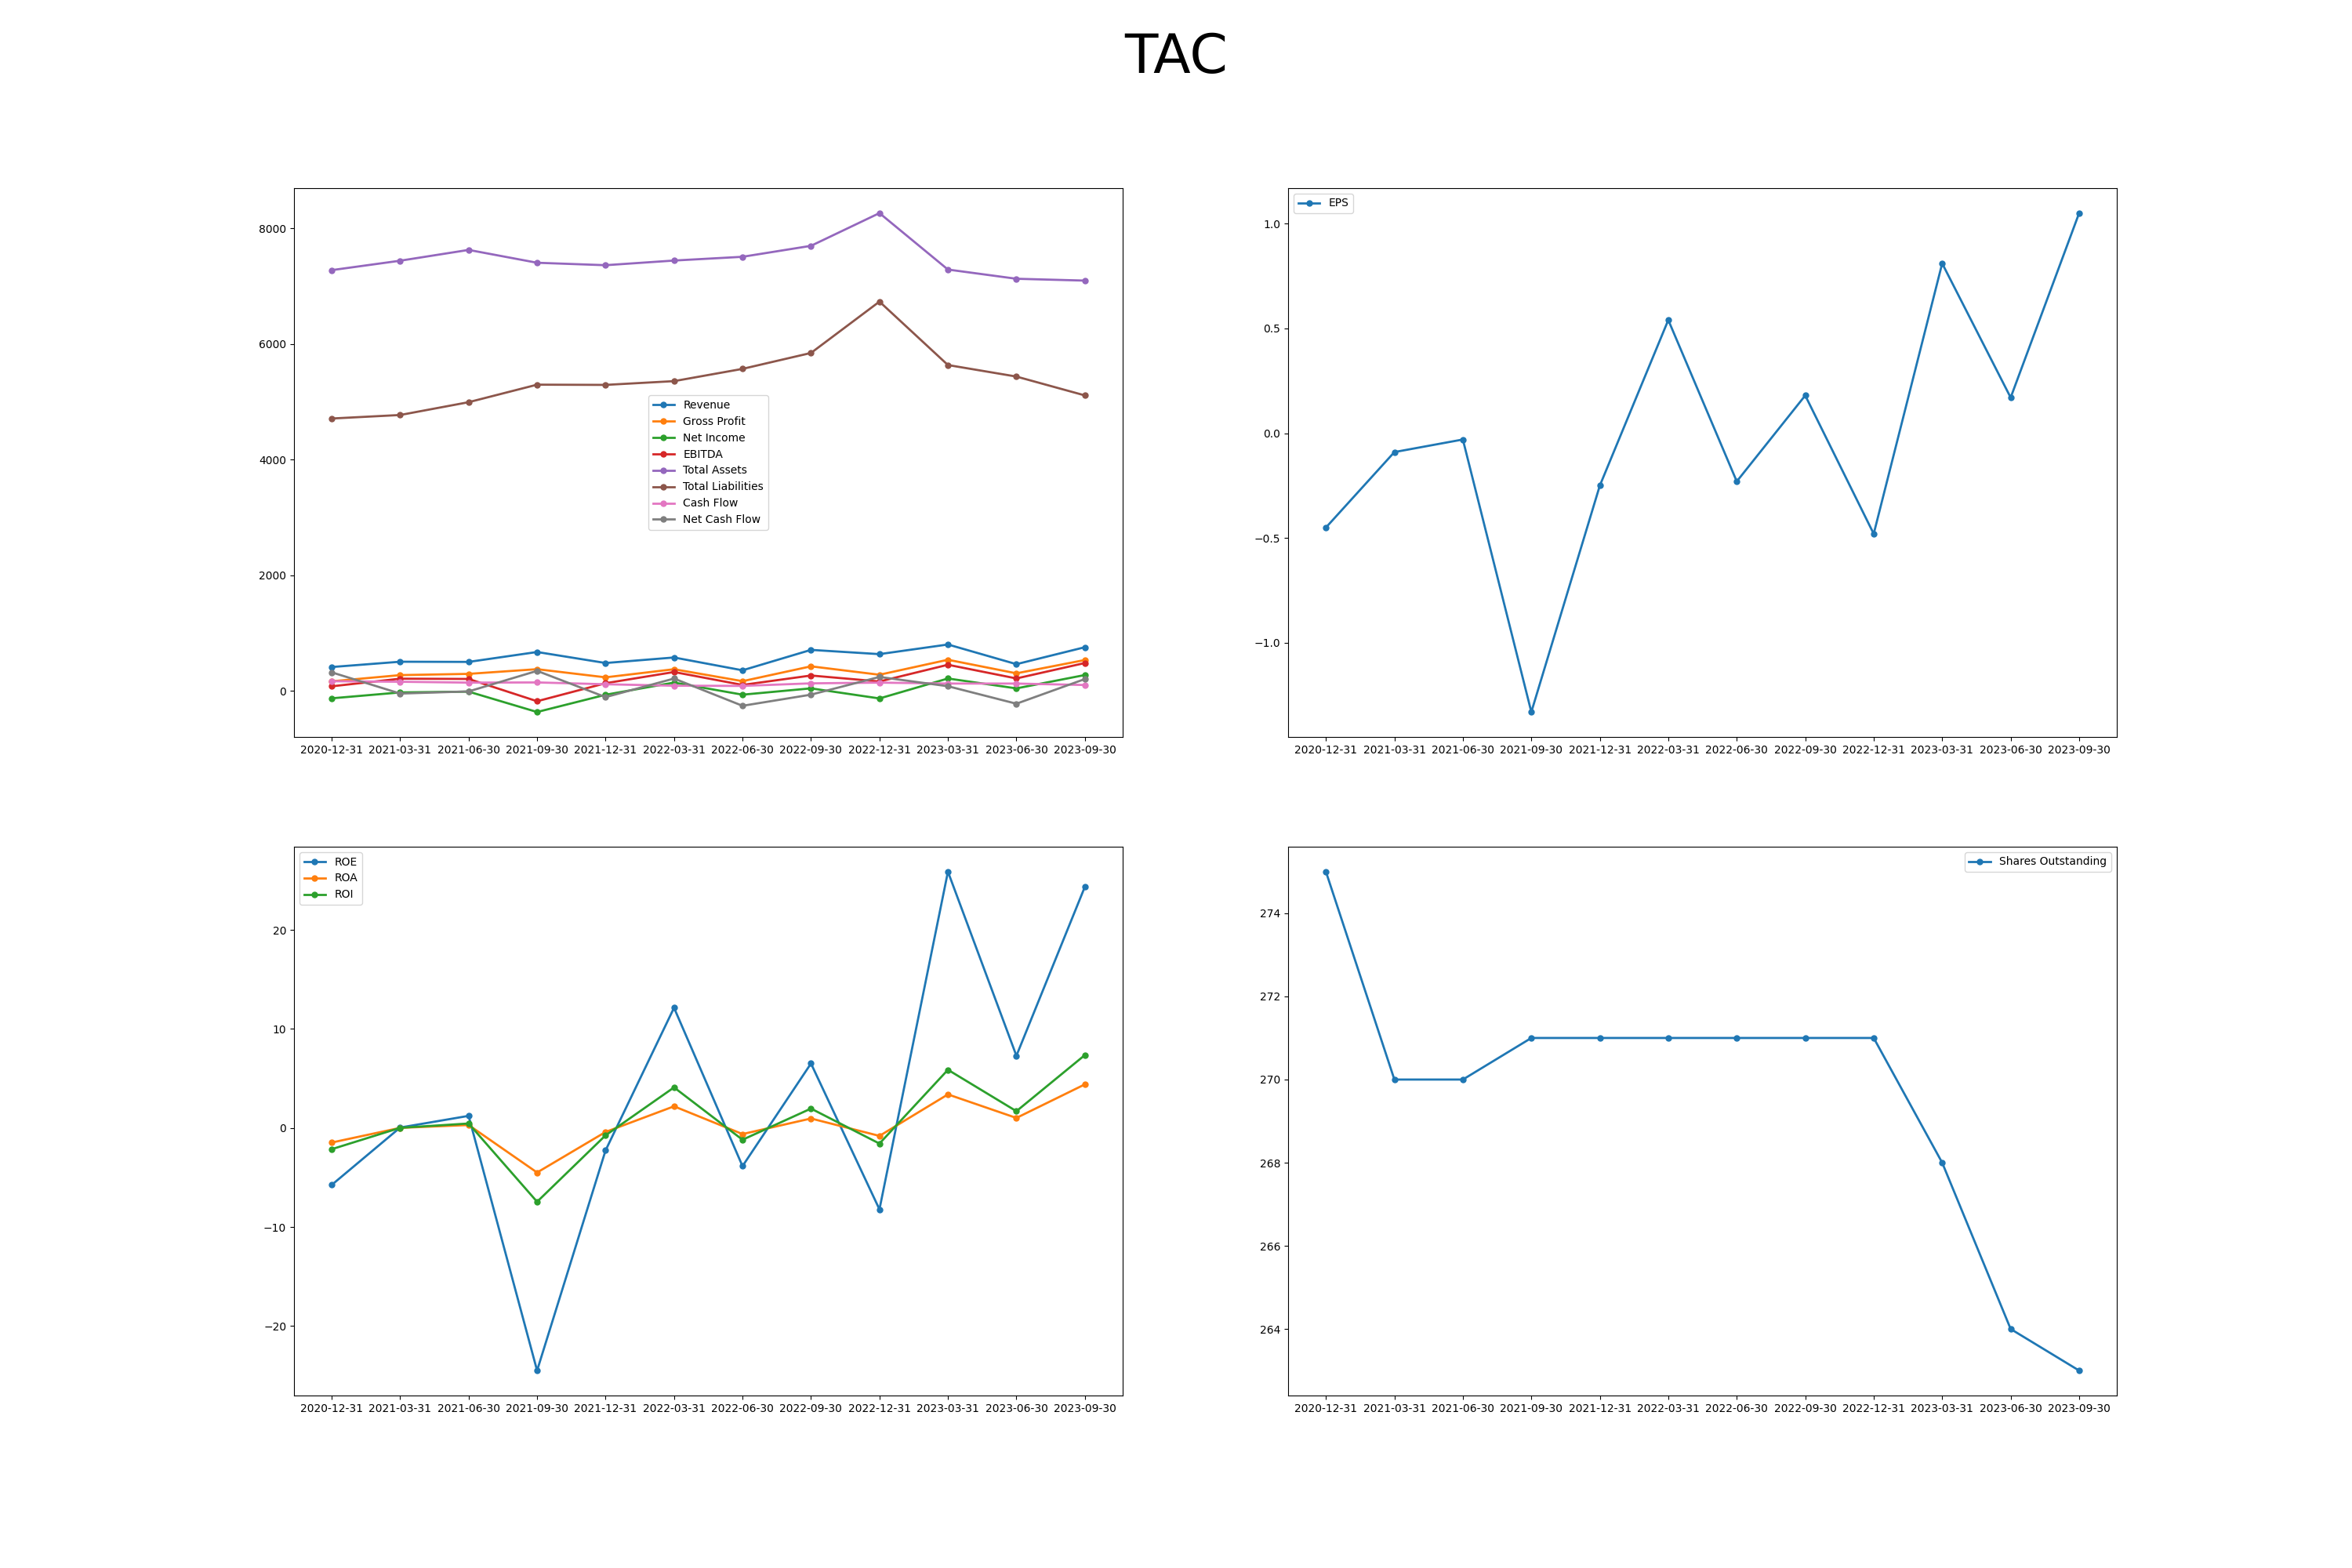 TAC
8000
6000
4000
2000
0
Revenue
Gross Profit
Net Income
EBITDA
Total Assets
Total Liabilities
Cash Flow
Net Cash Flow
2020-12-31 2021-03-31 2021-06-30 2021-09-30 2021-12-31 2022-03-31 2022-06-30 2022-09-30 2022-12-31 2023-03-31 2023-06-30 2023-09-30
EPS
1.0
0.5
0.0
−0.5
−1.0
2020-12-31 2021-03-31 2021-06-30 2021-09-30 2021-12-31 2022-03-31 2022-06-30 2022-09-30 2022-12-31 2023-03-31 2023-06-30 2023-09-30
ROE
ROA
ROI
20
10
0
−10
−20
2020-12-31 2021-03-31 2021-06-30 2021-09-30 2021-12-31 2022-03-31 2022-06-30 2022-09-30 2022-12-31 2023-03-31 2023-06-30 2023-09-30
Shares Outstanding
274
272
270
268
266
264
2020-12-31 2021-03-31 2021-06-30 2021-09-30 2021-12-31 2022-03-31 2022-06-30 2022-09-30 2022-12-31 2023-03-31 2023-06-30 2023-09-30